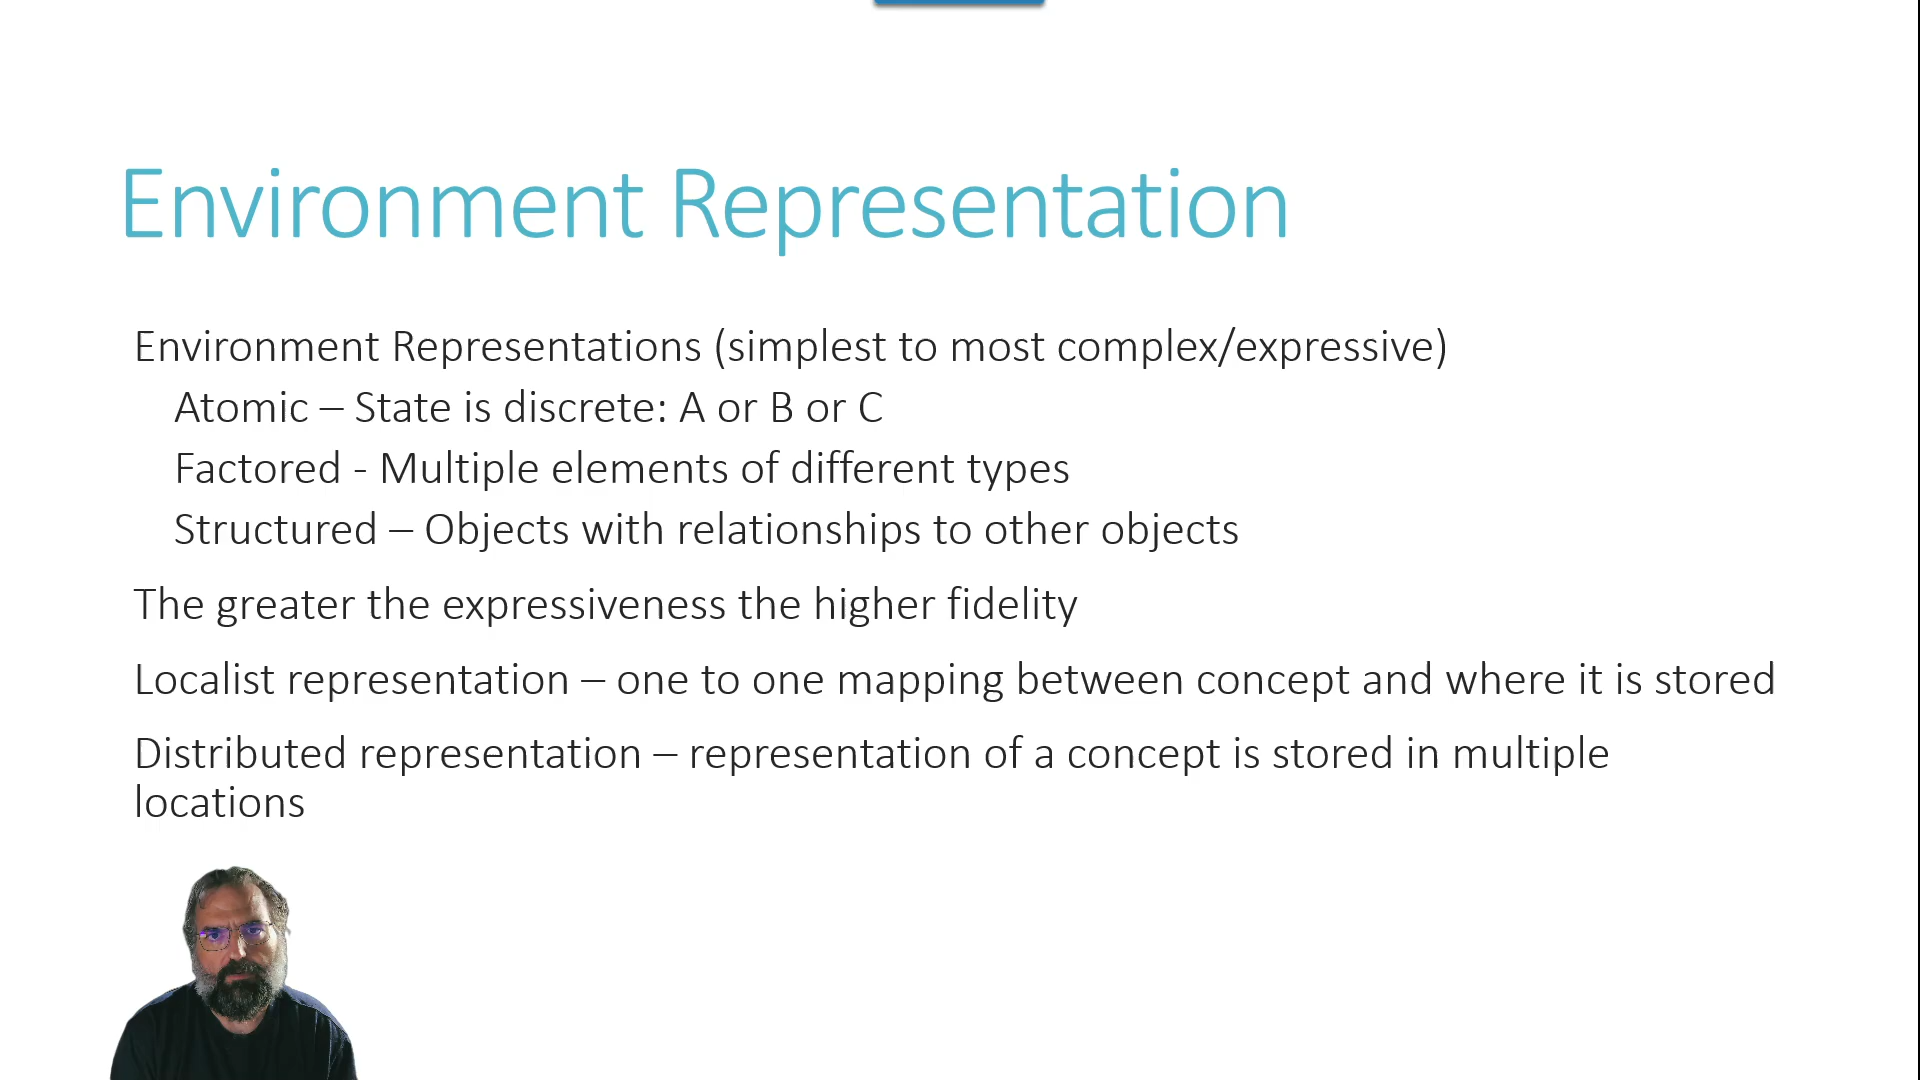 Environment Representation
Environment Representations (simplest to most complex/expressive)
Atomic – State is discrete: A or B or C
Factored - Multiple elements of different types
Structured – Objects with relationships to other objects
The greater the expressiveness the higher fidelity
Localist representation – one to one mapping between concept and where it is stored
Distributed representation – representation of a concept is stored in multiple
locations